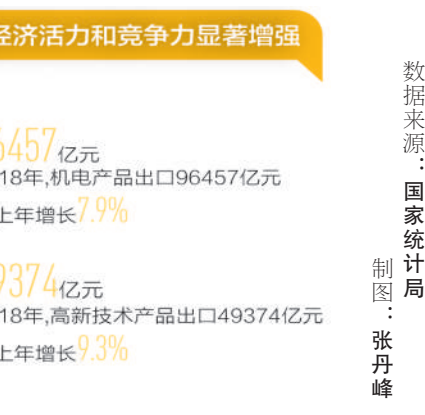 经济活力和竞争力显著增强
6457亿元
18年,机电产品出口96457亿元
上年增长7.9%
9374亿元
18年,高新技术产品出口49374亿元
上年增长9.3%
数据来源：国家统计局
制图：张丹峰